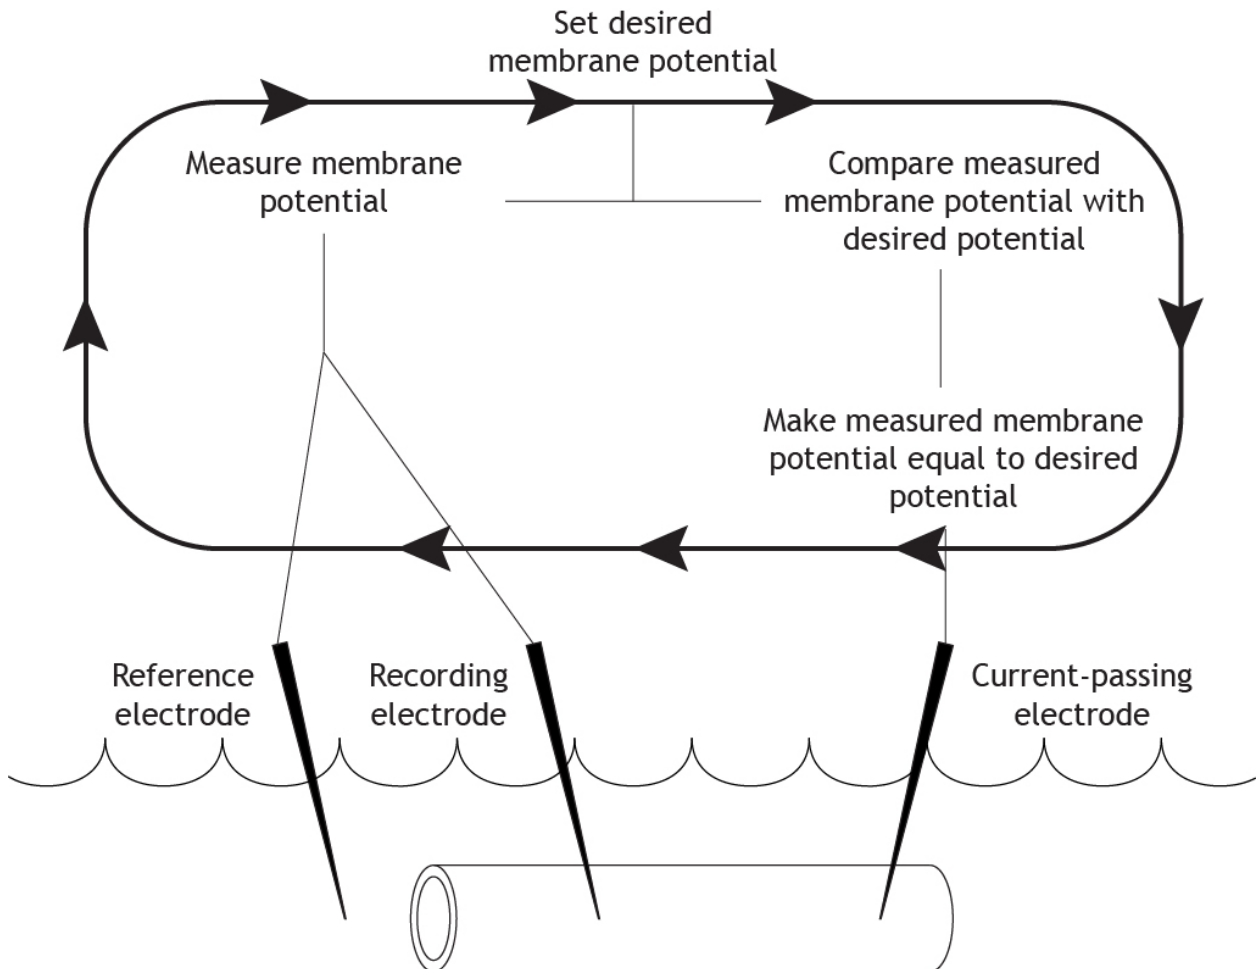 Set desired
membrane potential
Measure membrane
potential
Compare measured
membrane potential with
desired potential
Make measured membrane
potential equal to desired
potential
Reference
electrode
Recording
electrode
Current-passing
electrode